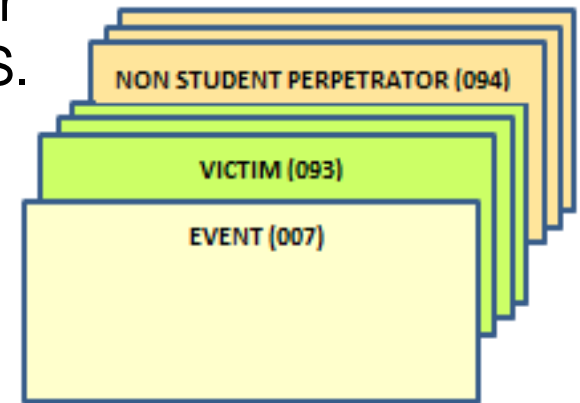 S.
NON STUDENT PERPETRATOR (094)
VICTIM (093)
EVENT (007)